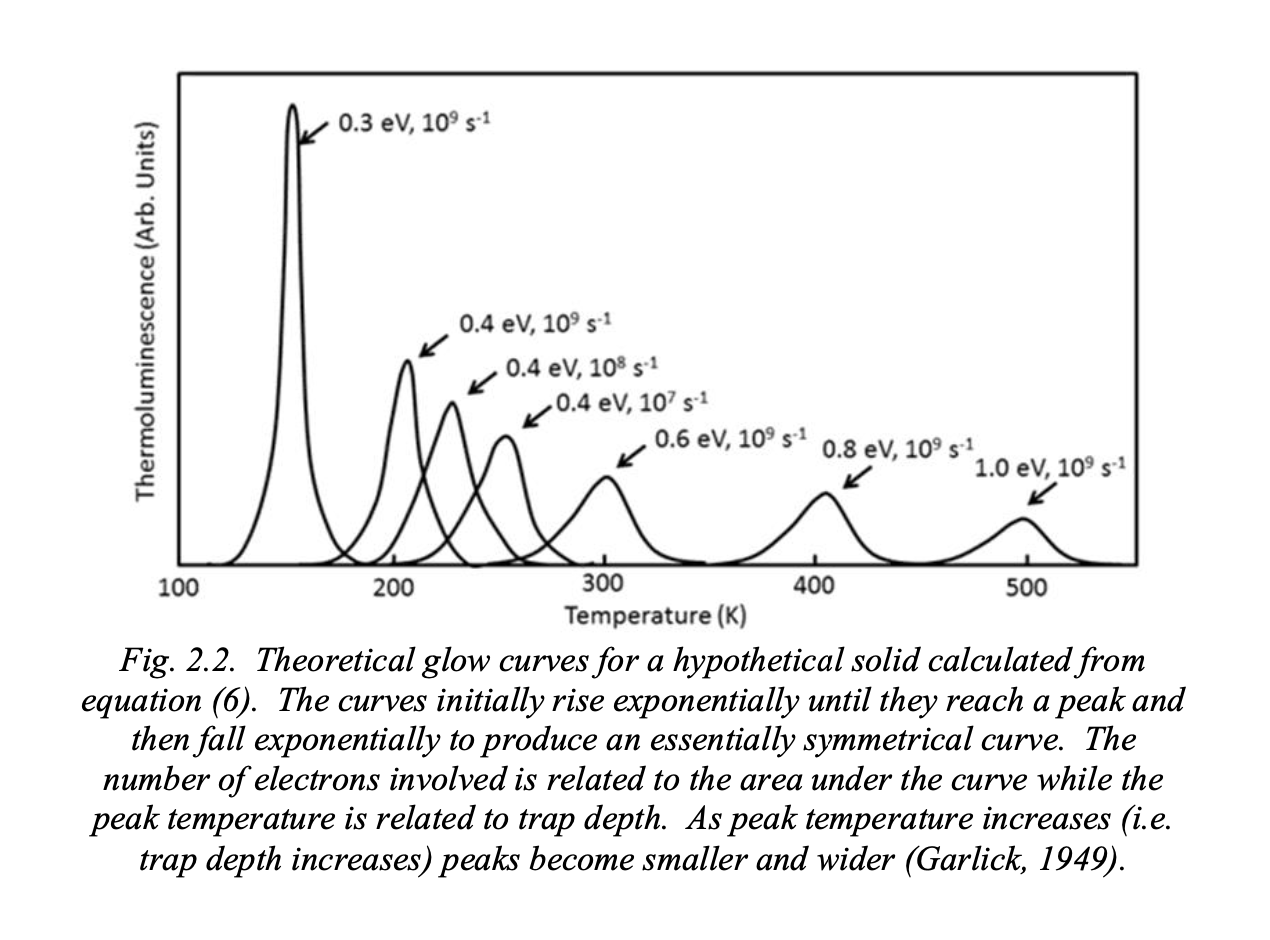 0.3 eV, 10⁹ s⁻¹
0.4 eV, 10⁹ s⁻¹
0.4 eV, 10⁸ s⁻¹
0.4 eV, 10⁷ s⁻¹
0.6 eV, 10⁹ s⁻¹
0.8 eV, 10⁹ s⁻¹
1.0 eV, 10⁹ s⁻¹
Thermoluminescence (Arb. Units)
100 200 300 400 500
Temperature (K)
Fig. 2.2. Theoretical glow curves for a hypothetical solid calculated from
equation (6). The curves initially rise exponentially until they reach a peak and
then fall exponentially to produce an essentially symmetrical curve. The
number of electrons involved is related to the area under the curve while the
peak temperature is related to trap depth. As peak temperature increases (i.e.
trap depth increases) peaks become smaller and wider (Garlick, 1949).